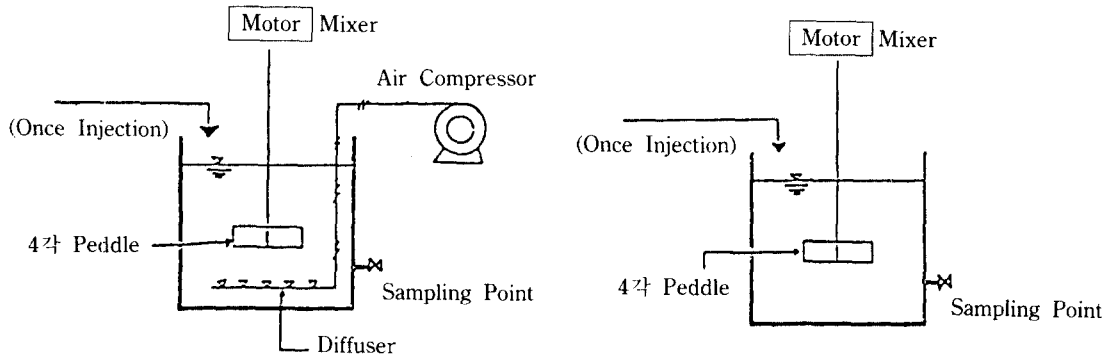 Motor Mixer
Air Compressor
(Once Injection)
4각 Peddle
Sampling Point
Diffuser
Motor Mixer
(Once Injection)
4각 Peddle
Sampling Point